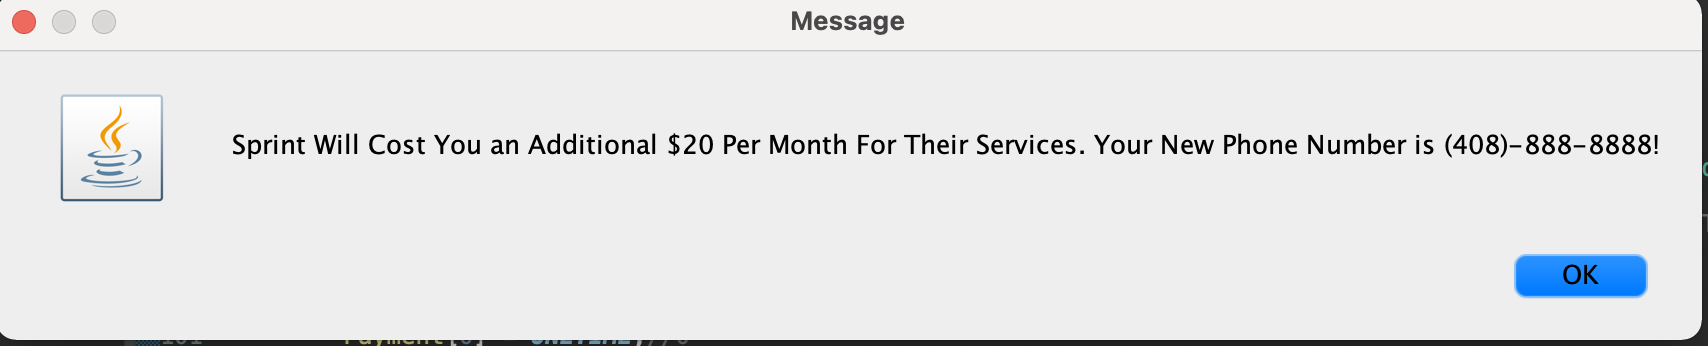 Message
Sprint Will Cost You an Additional $20 Per Month For Their Services. Your New Phone Number is (408)-888-8888!
OK